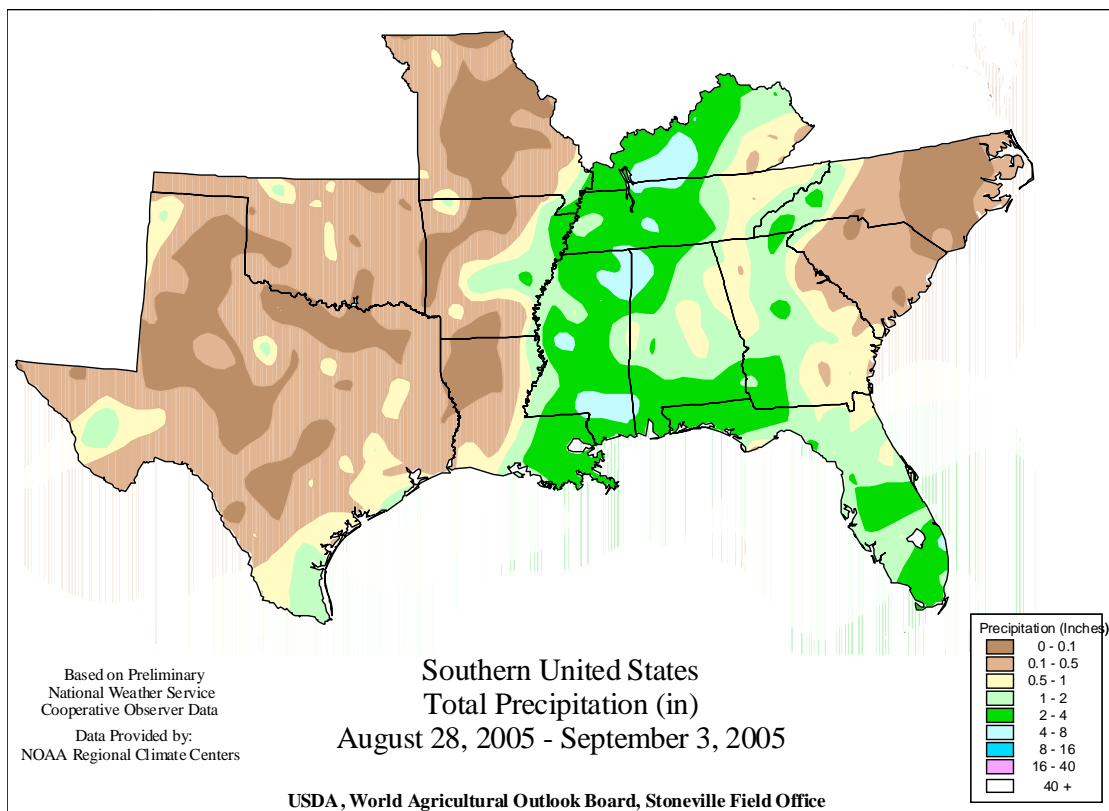 Precipitation (Inches)
0 - 0.1
0.1 - 0.5
0.5 - 1
1 - 2
2 - 4
4 - 8
8 - 16
16 - 40
40 +
Based on Preliminary
National Weather Service
Cooperative Observer Data
Data Provided by:
NOAA Regional Climate Centers
Southern United States
Total Precipitation (in)
August 28, 2005 - September 3, 2005
USDA, World Agricultural Outlook Board, Stoneville Field Office